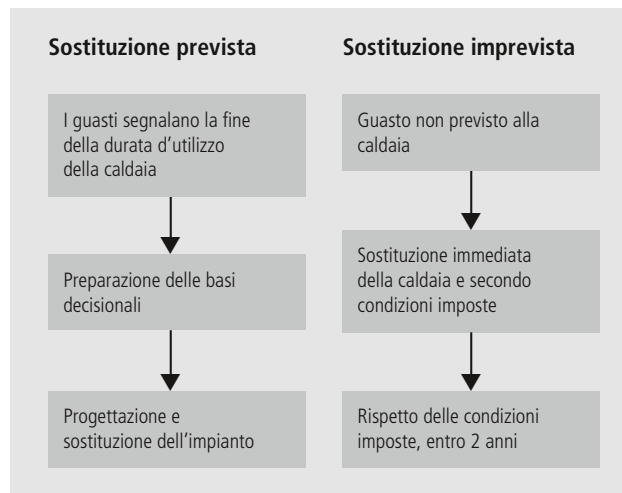 Sostituzione prevista
I guasti segnalano la fine
della durata d'utilizzo
della caldaia
Preparazione delle basi
decisionali
Progettazione e
sostituzione dell'impianto
Sostituzione imprevista
Guasto non previsto alla
caldaia
Sostituzione immediata
della caldaia e secondo
condizioni imposte
Rispetto delle condizioni
imposte, entro 2 anni